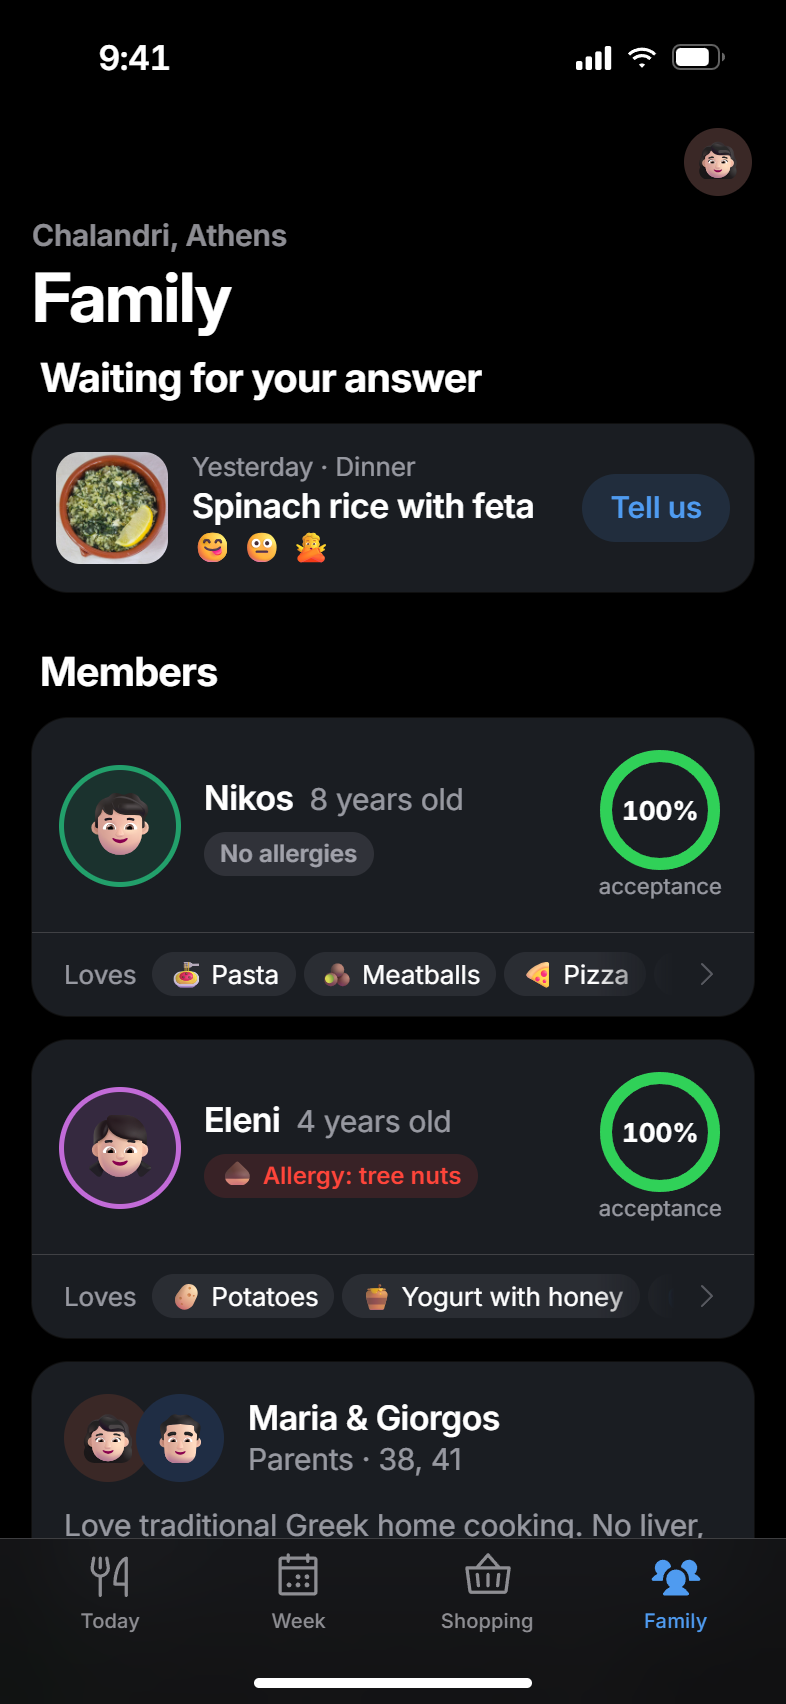 9:41
Chalandri, Athens
Family
Waiting for your answer
Yesterday · Dinner
Spinach rice with feta
Tell us
Members
Nikos 8 years old
No allergies
100%
acceptance
Loves Pasta Meatballs Pizza
Eleni 4 years old
Allergy: tree nuts
100%
acceptance
Loves Potatoes Yogurt with honey
Maria & Giorgos
Parents · 38, 41
Love traditional Greek home cooking. No liver,
Today Week Shopping Family